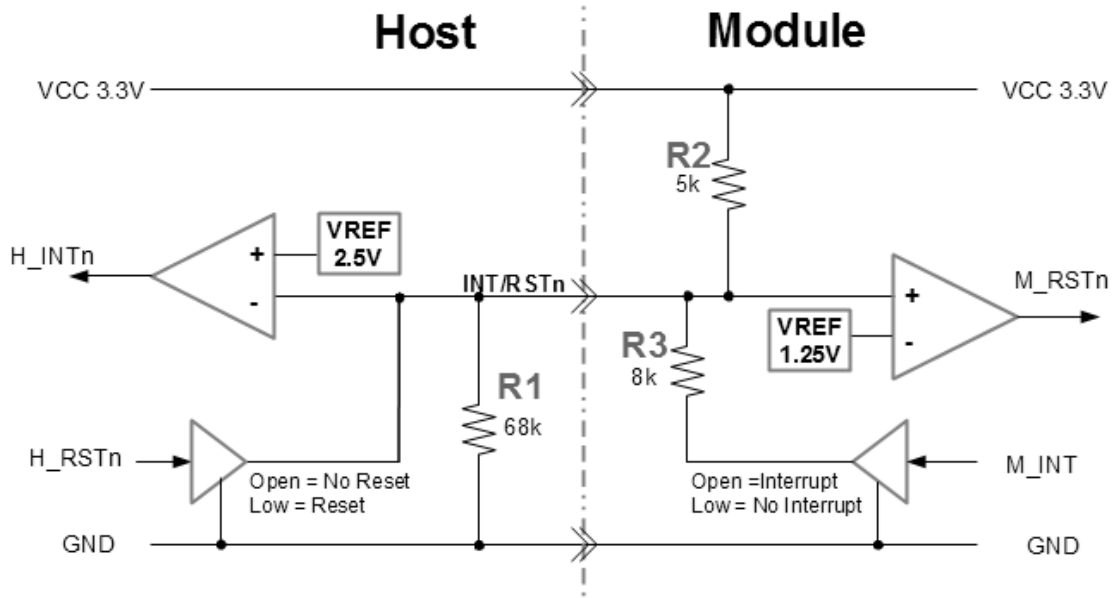 Host
Module
VCC 3.3V
VCC 3.3V
R2
5k
H_INTn
+
-
VREF
2.5V
INT/RSTn
+
-
M_RSTn
VREF
1.25V
R3
8k
R1
68k
H_RSTn
Open = No Reset
Low = Reset
Open =Interrupt
Low = No Interrupt
M_INT
GND
GND